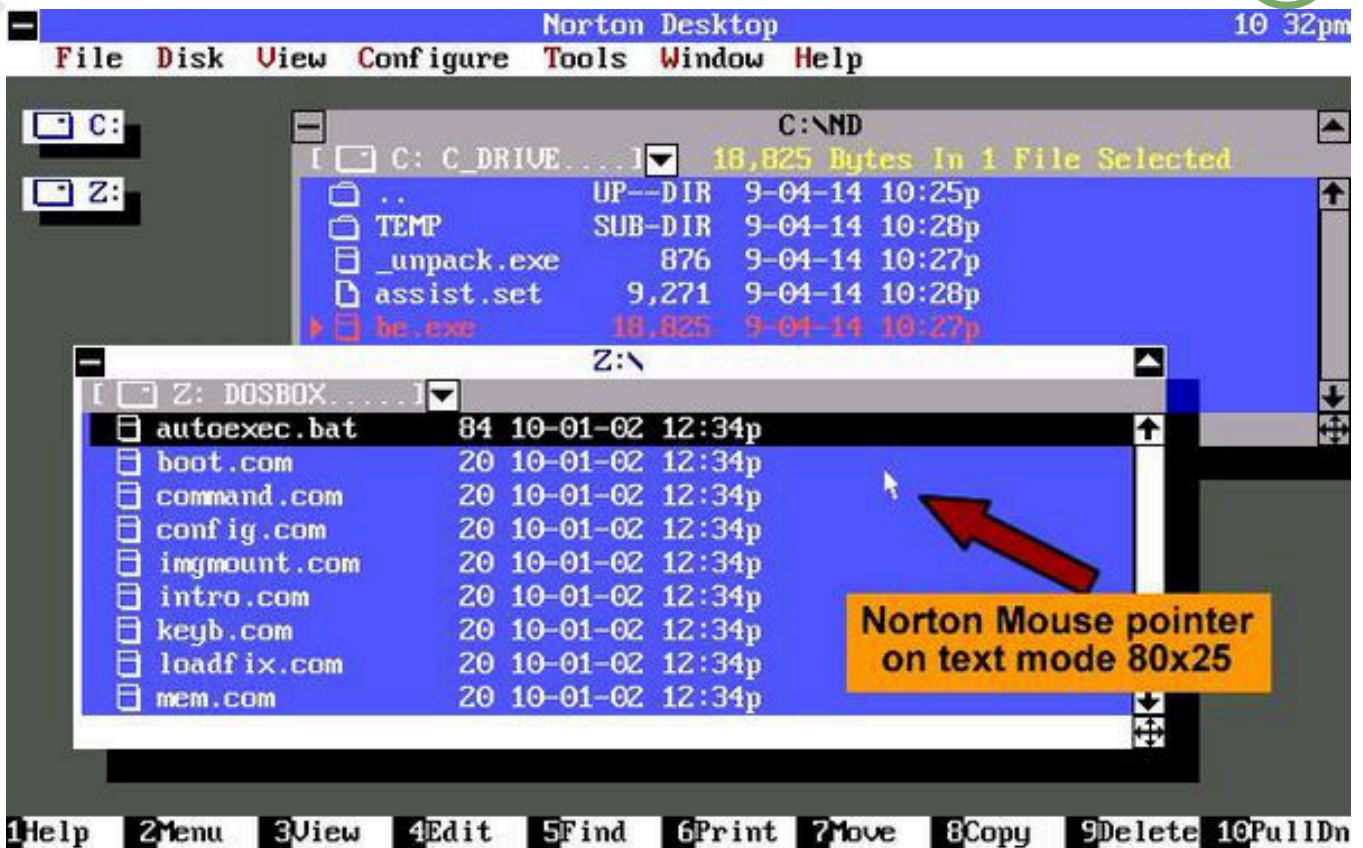 Norton Desktop 10 32pm
File Disk View Configure Tools Window Help
C:
Z:
C:\ND
[ C: C_DRIVE....] 18,825 Bytes In 1 File Selected
.. UP--DIR 9-04-14 10:25p
TEMP SUB-DIR 9-04-14 10:28p
_unpack.exe 876 9-04-14 10:27p
assist.set 9,271 9-04-14 10:28p
be.exe 18,825 9-04-14 10:27p
Z:\
[ Z: DOSBOX.....]
autoexec.bat 84 10-01-02 12:34p
boot.com 20 10-01-02 12:34p
command.com 20 10-01-02 12:34p
config.com 20 10-01-02 12:34p
imgmount.com 20 10-01-02 12:34p
intro.com 20 10-01-02 12:34p
keyb.com 20 10-01-02 12:34p
loadfix.com 20 10-01-02 12:34p
mem.com 20 10-01-02 12:34p
Norton Mouse pointer
on text mode 80x25
1Help 2Menu 3View 4Edit 5Find 6Print 7Move 8Copy 9Delete 10PullDn